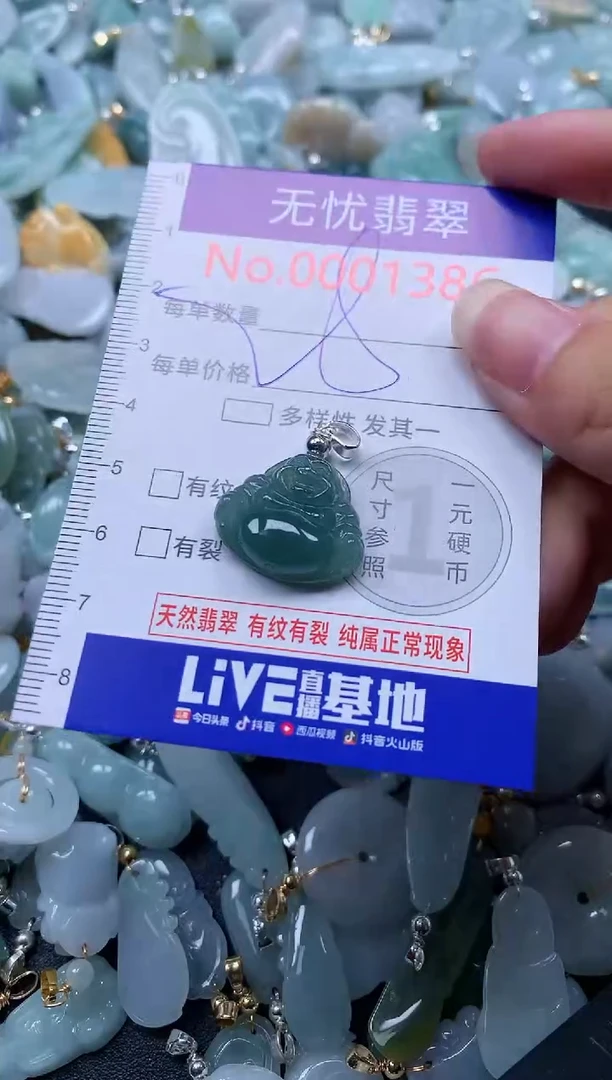 无忧翡翠
No.0001386
每单数量
每单价格
多样性 发其一
有纹
有裂
尺寸参照
一元硬币
1
天然翡翠 有纹有裂 纯属正常现象
LiVE直播基地
今日头条 抖音 西瓜视频 抖音火山版
0
1
2
3
4
5
6
7
8